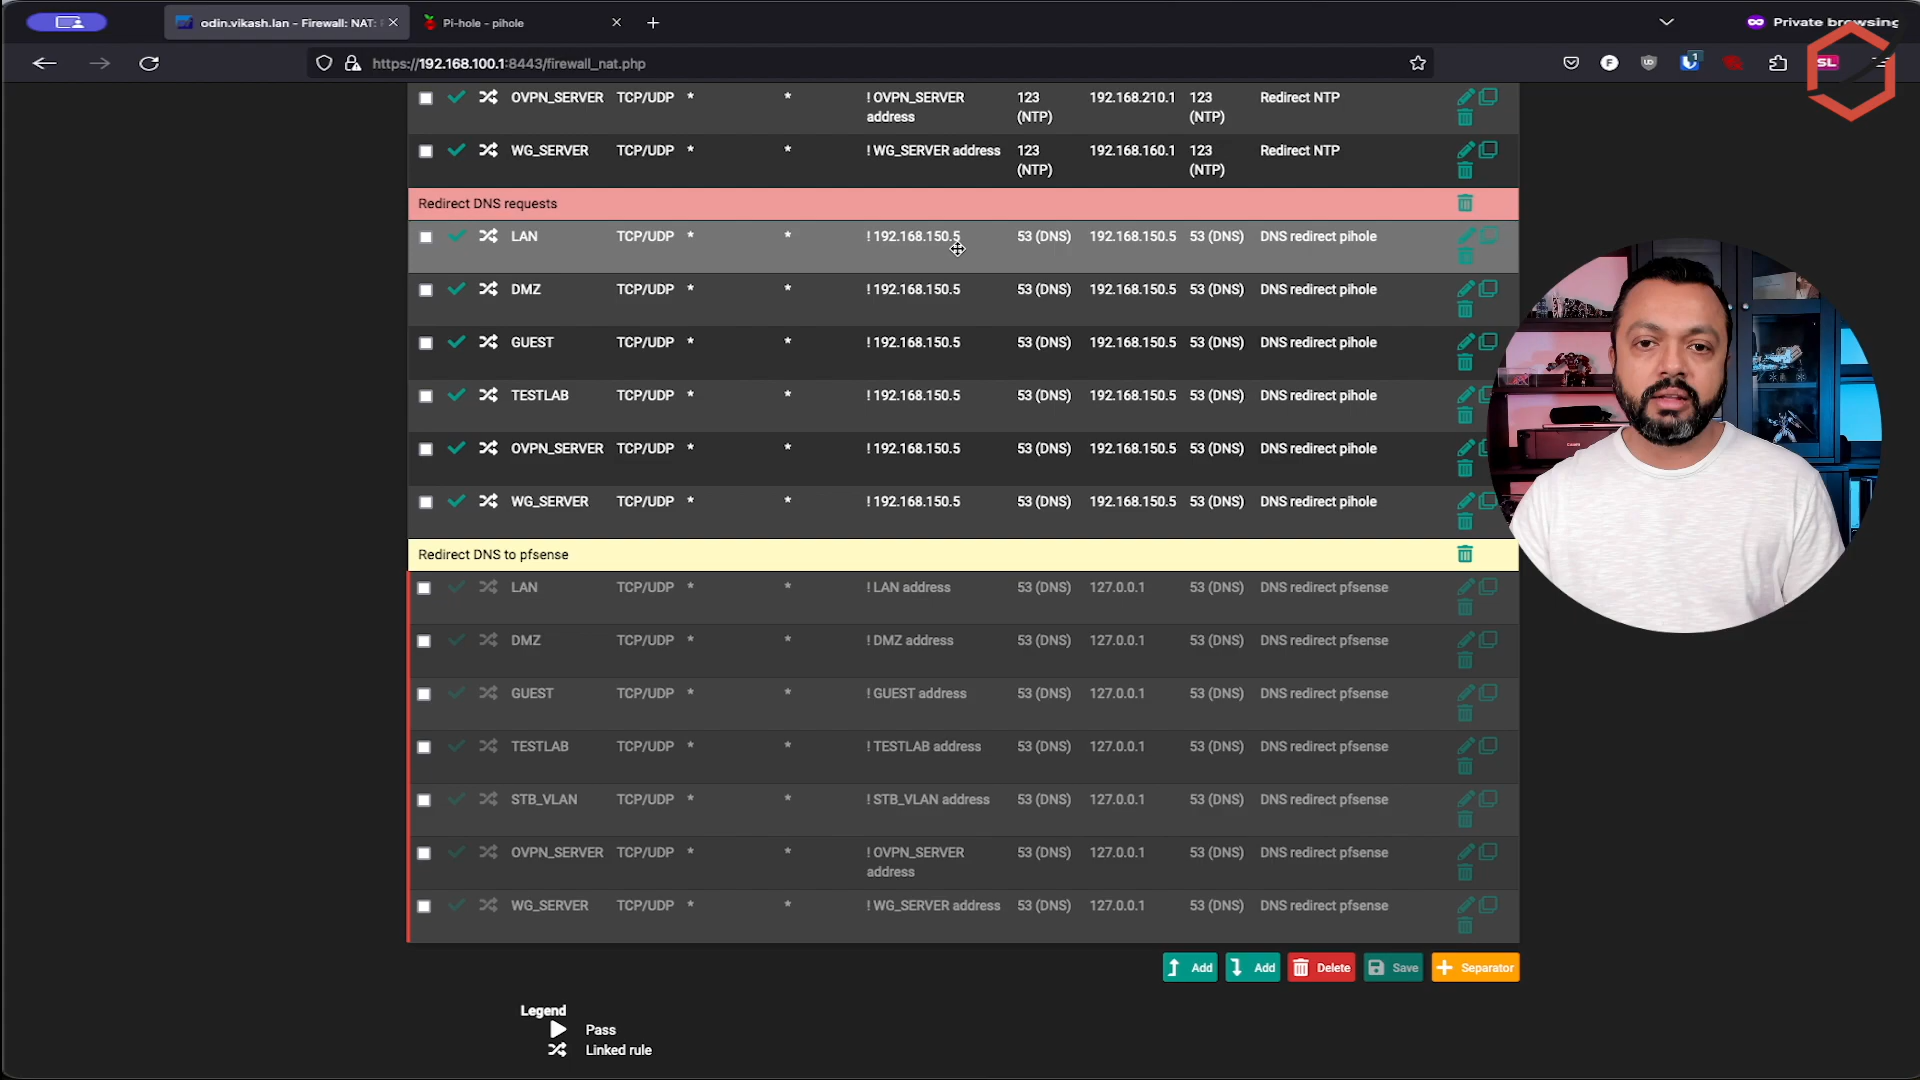 odin.vikash.lan – Firewall: NAT:
Pi-hole - pihole
Private browsing
https://192.168.100.1:8443/firewall_nat.php
F
UD
1
SL
OVPN_SERVER TCP/UDP * * ! OVPN_SERVER address 123 (NTP) 192.168.210.1 123 (NTP) Redirect NTP
WG_SERVER TCP/UDP * * ! WG_SERVER address 123 (NTP) 192.168.160.1 123 (NTP) Redirect NTP
Redirect DNS requests
LAN TCP/UDP * * ! 192.168.150.5 53 (DNS) 192.168.150.5 53 (DNS) DNS redirect pihole
DMZ TCP/UDP * * ! 192.168.150.5 53 (DNS) 192.168.150.5 53 (DNS) DNS redirect pihole
GUEST TCP/UDP * * ! 192.168.150.5 53 (DNS) 192.168.150.5 53 (DNS) DNS redirect pihole
TESTLAB TCP/UDP * * ! 192.168.150.5 53 (DNS) 192.168.150.5 53 (DNS) DNS redirect pihole
OVPN_SERVER TCP/UDP * * ! 192.168.150.5 53 (DNS) 192.168.150.5 53 (DNS) DNS redirect pihole
WG_SERVER TCP/UDP * * ! 192.168.150.5 53 (DNS) 192.168.150.5 53 (DNS) DNS redirect pihole
Redirect DNS to pfsense
LAN TCP/UDP * * ! LAN address 53 (DNS) 127.0.0.1 53 (DNS) DNS redirect pfsense
DMZ TCP/UDP * * ! DMZ address 53 (DNS) 127.0.0.1 53 (DNS) DNS redirect pfsense
GUEST TCP/UDP * * ! GUEST address 53 (DNS) 127.0.0.1 53 (DNS) DNS redirect pfsense
TESTLAB TCP/UDP * * ! TESTLAB address 53 (DNS) 127.0.0.1 53 (DNS) DNS redirect pfsense
STB_VLAN TCP/UDP * * ! STB_VLAN address 53 (DNS) 127.0.0.1 53 (DNS) DNS redirect pfsense
OVPN_SERVER TCP/UDP * * ! OVPN_SERVER address 53 (DNS) 127.0.0.1 53 (DNS) DNS redirect pfsense
WG_SERVER TCP/UDP * * ! WG_SERVER address 53 (DNS) 127.0.0.1 53 (DNS) DNS redirect pfsense
Add Add Delete Save Separator
Legend
Pass
Linked rule